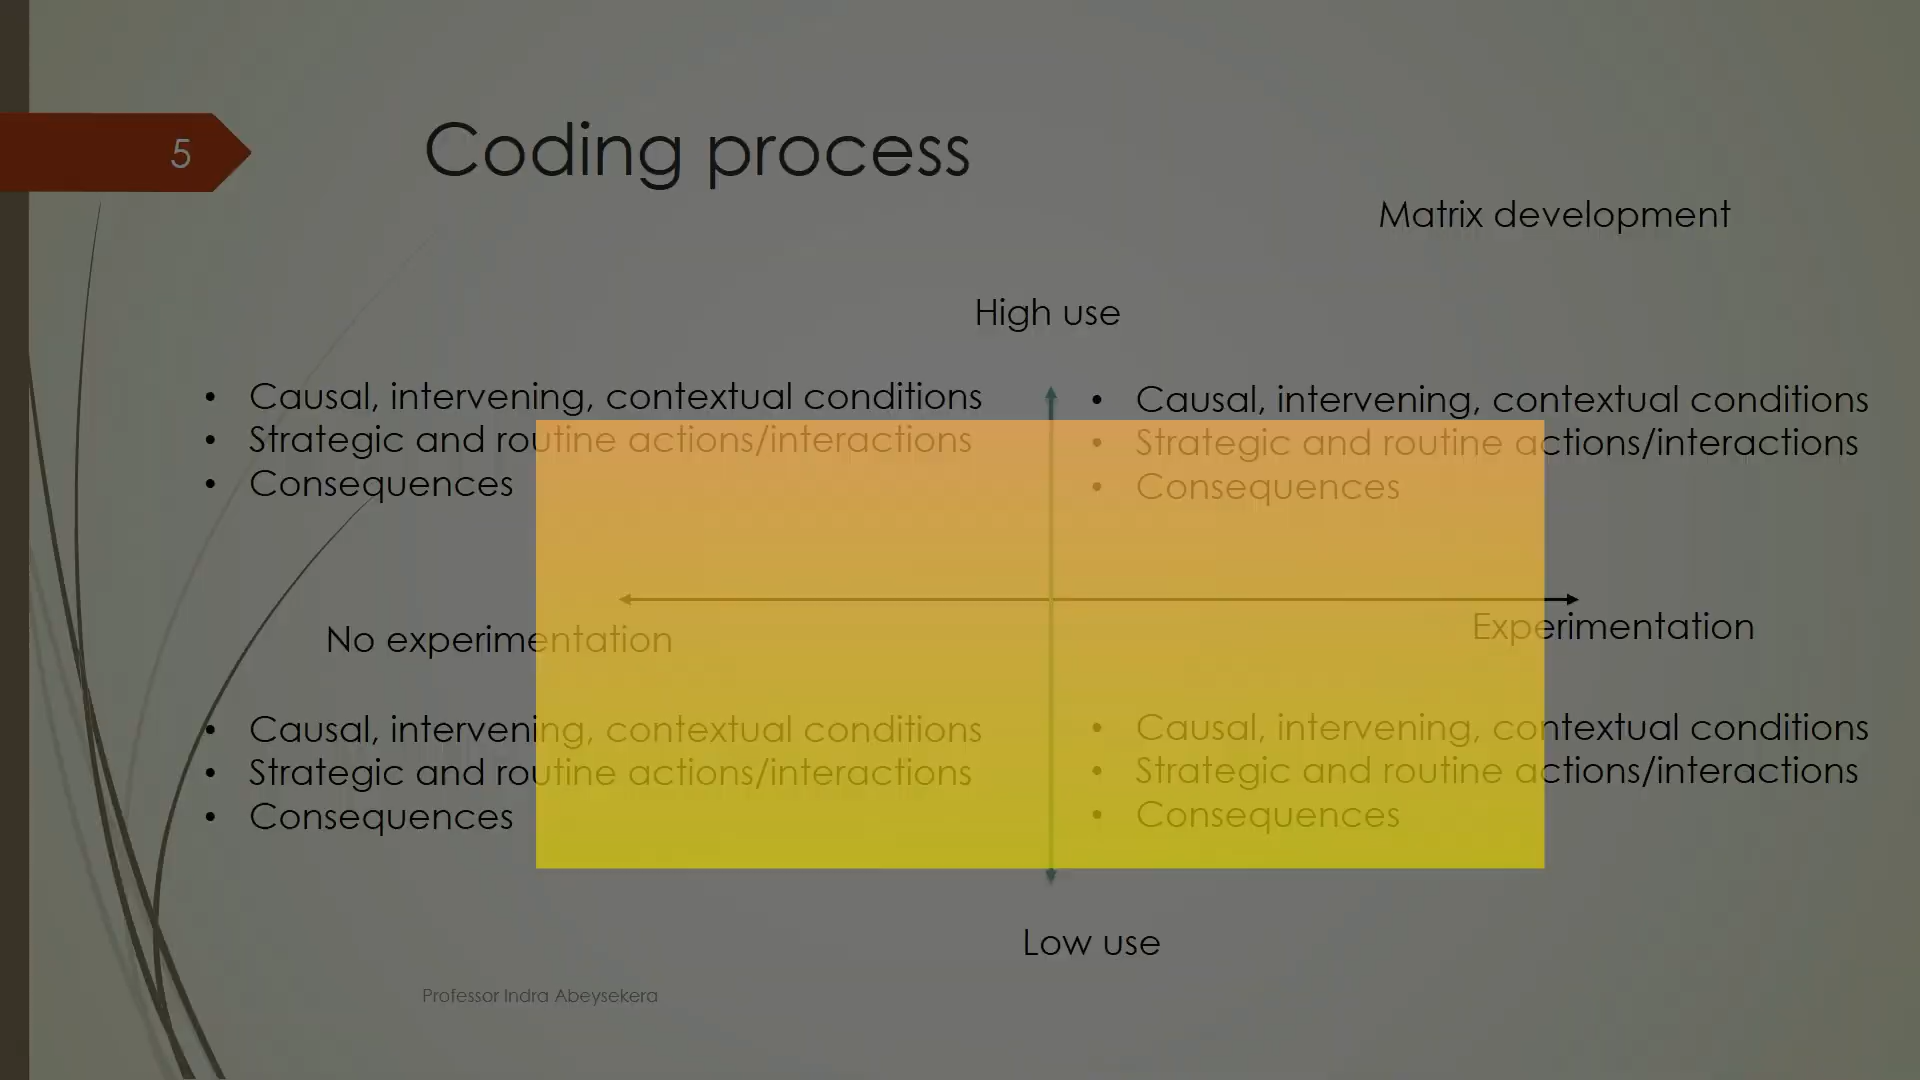 5
Coding process
Matrix development
High use
• Causal, intervening, contextual conditions
• Strategic and routine actions/interactions
• Consequences
• Causal, intervening, contextual conditions
• Strategic and routine actions/interactions
• Consequences
No experimentation
Experimentation
• Causal, intervening, contextual conditions
• Strategic and routine actions/interactions
• Consequences
• Causal, intervening, contextual conditions
• Strategic and routine actions/interactions
• Consequences
Low use
Professor Indra Abeysekera